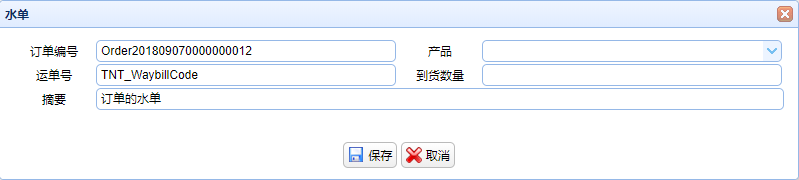 水单
订单编号 Order201809070000000012 产品
运单号 TNT_WaybillCode 到货数量
摘要 订单的水单
保存 取消